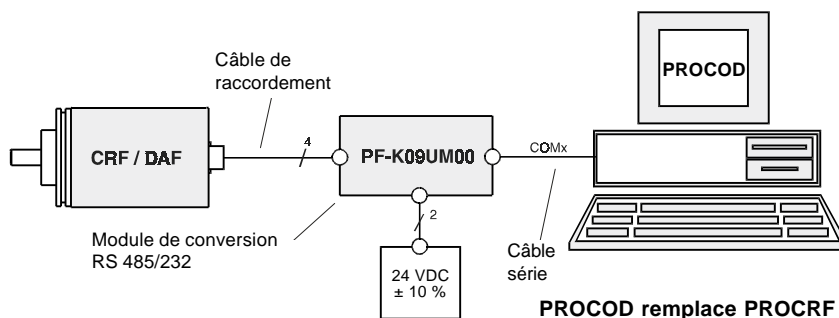 Câble de
raccordement
PROCOD
CRF / DAF
4
PF-K09UM00
COMx
2
Module de conversion
RS 485/232
Câble
série
24 VDC
± 10 %
PROCOD remplace PROCRF